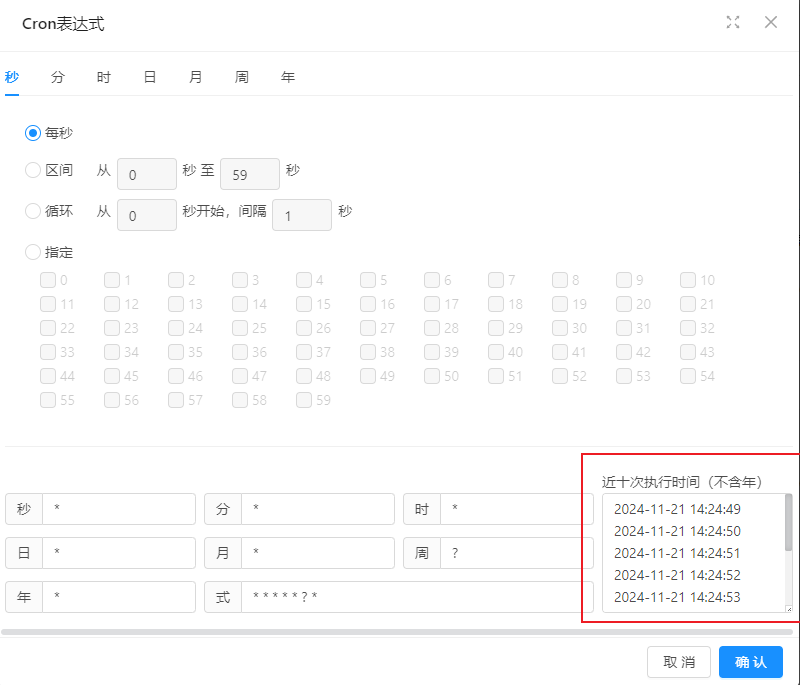 Cron表达式
秒 分 时 日 月 周 年
每秒
区间 从 0 秒 至 59 秒
循环 从 0 秒开始，间隔 1 秒
指定
0 1 2 3 4 5 6 7 8 9 10
11 12 13 14 15 16 17 18 19 20 21
22 23 24 25 26 27 28 29 30 31 32
33 34 35 36 37 38 39 40 41 42 43
44 45 46 47 48 49 50 51 52 53 54
55 56 57 58 59
秒 * 分 * 时 *
日 * 月 * 周 ?
年 * 式 * * * * * ? *
近十次执行时间（不含年）
2024-11-21 14:24:49
2024-11-21 14:24:50
2024-11-21 14:24:51
2024-11-21 14:24:52
2024-11-21 14:24:53
取 消 确 认